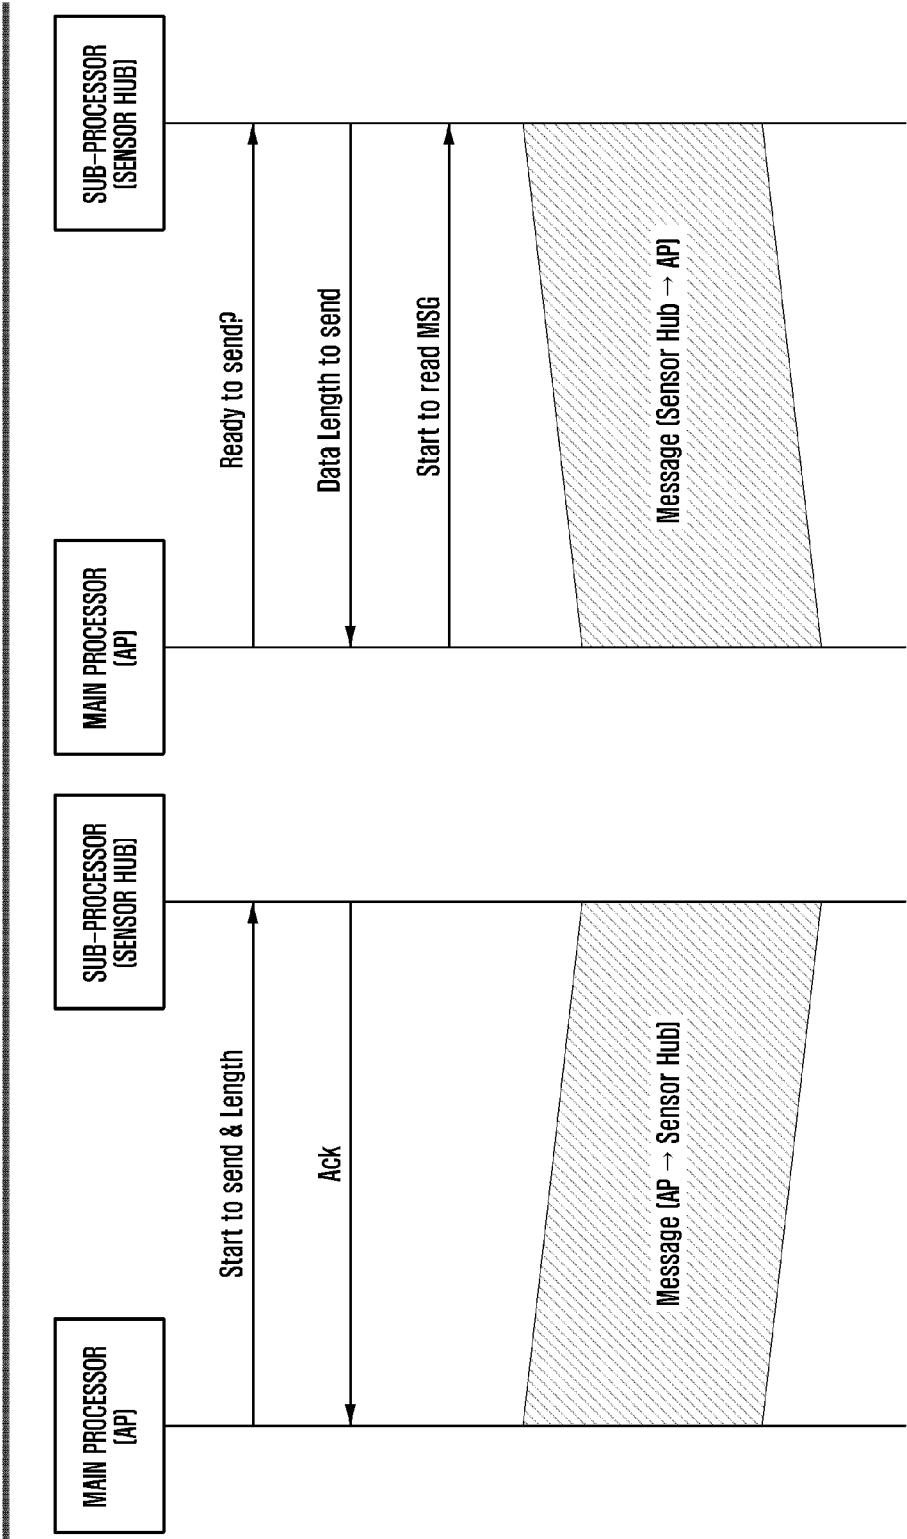 MAIN PROCESSOR
(AP)
SUB-PROCESSOR
(SENSOR HUB)
Start to send & Length
Ack
Message (AP → Sensor Hub)
MAIN PROCESSOR
(AP)
SUB-PROCESSOR
(SENSOR HUB)
Ready to send?
Data Length to send
Start to read MSG
Message (Sensor Hub → AP)